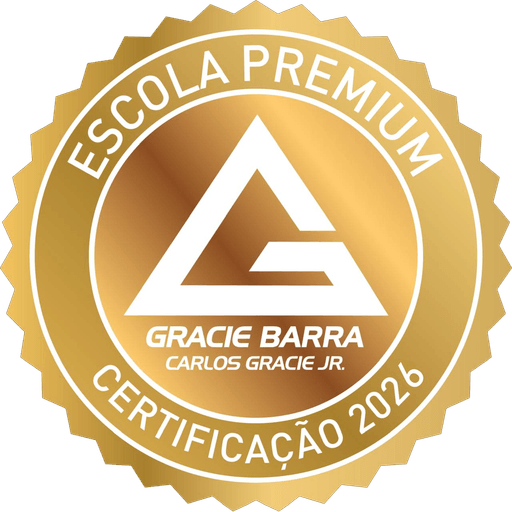 ESCOLA PREMIUM
GRACIE BARRA
CARLOS GRACIE JR.
CERTIFICAÇÃO 2026